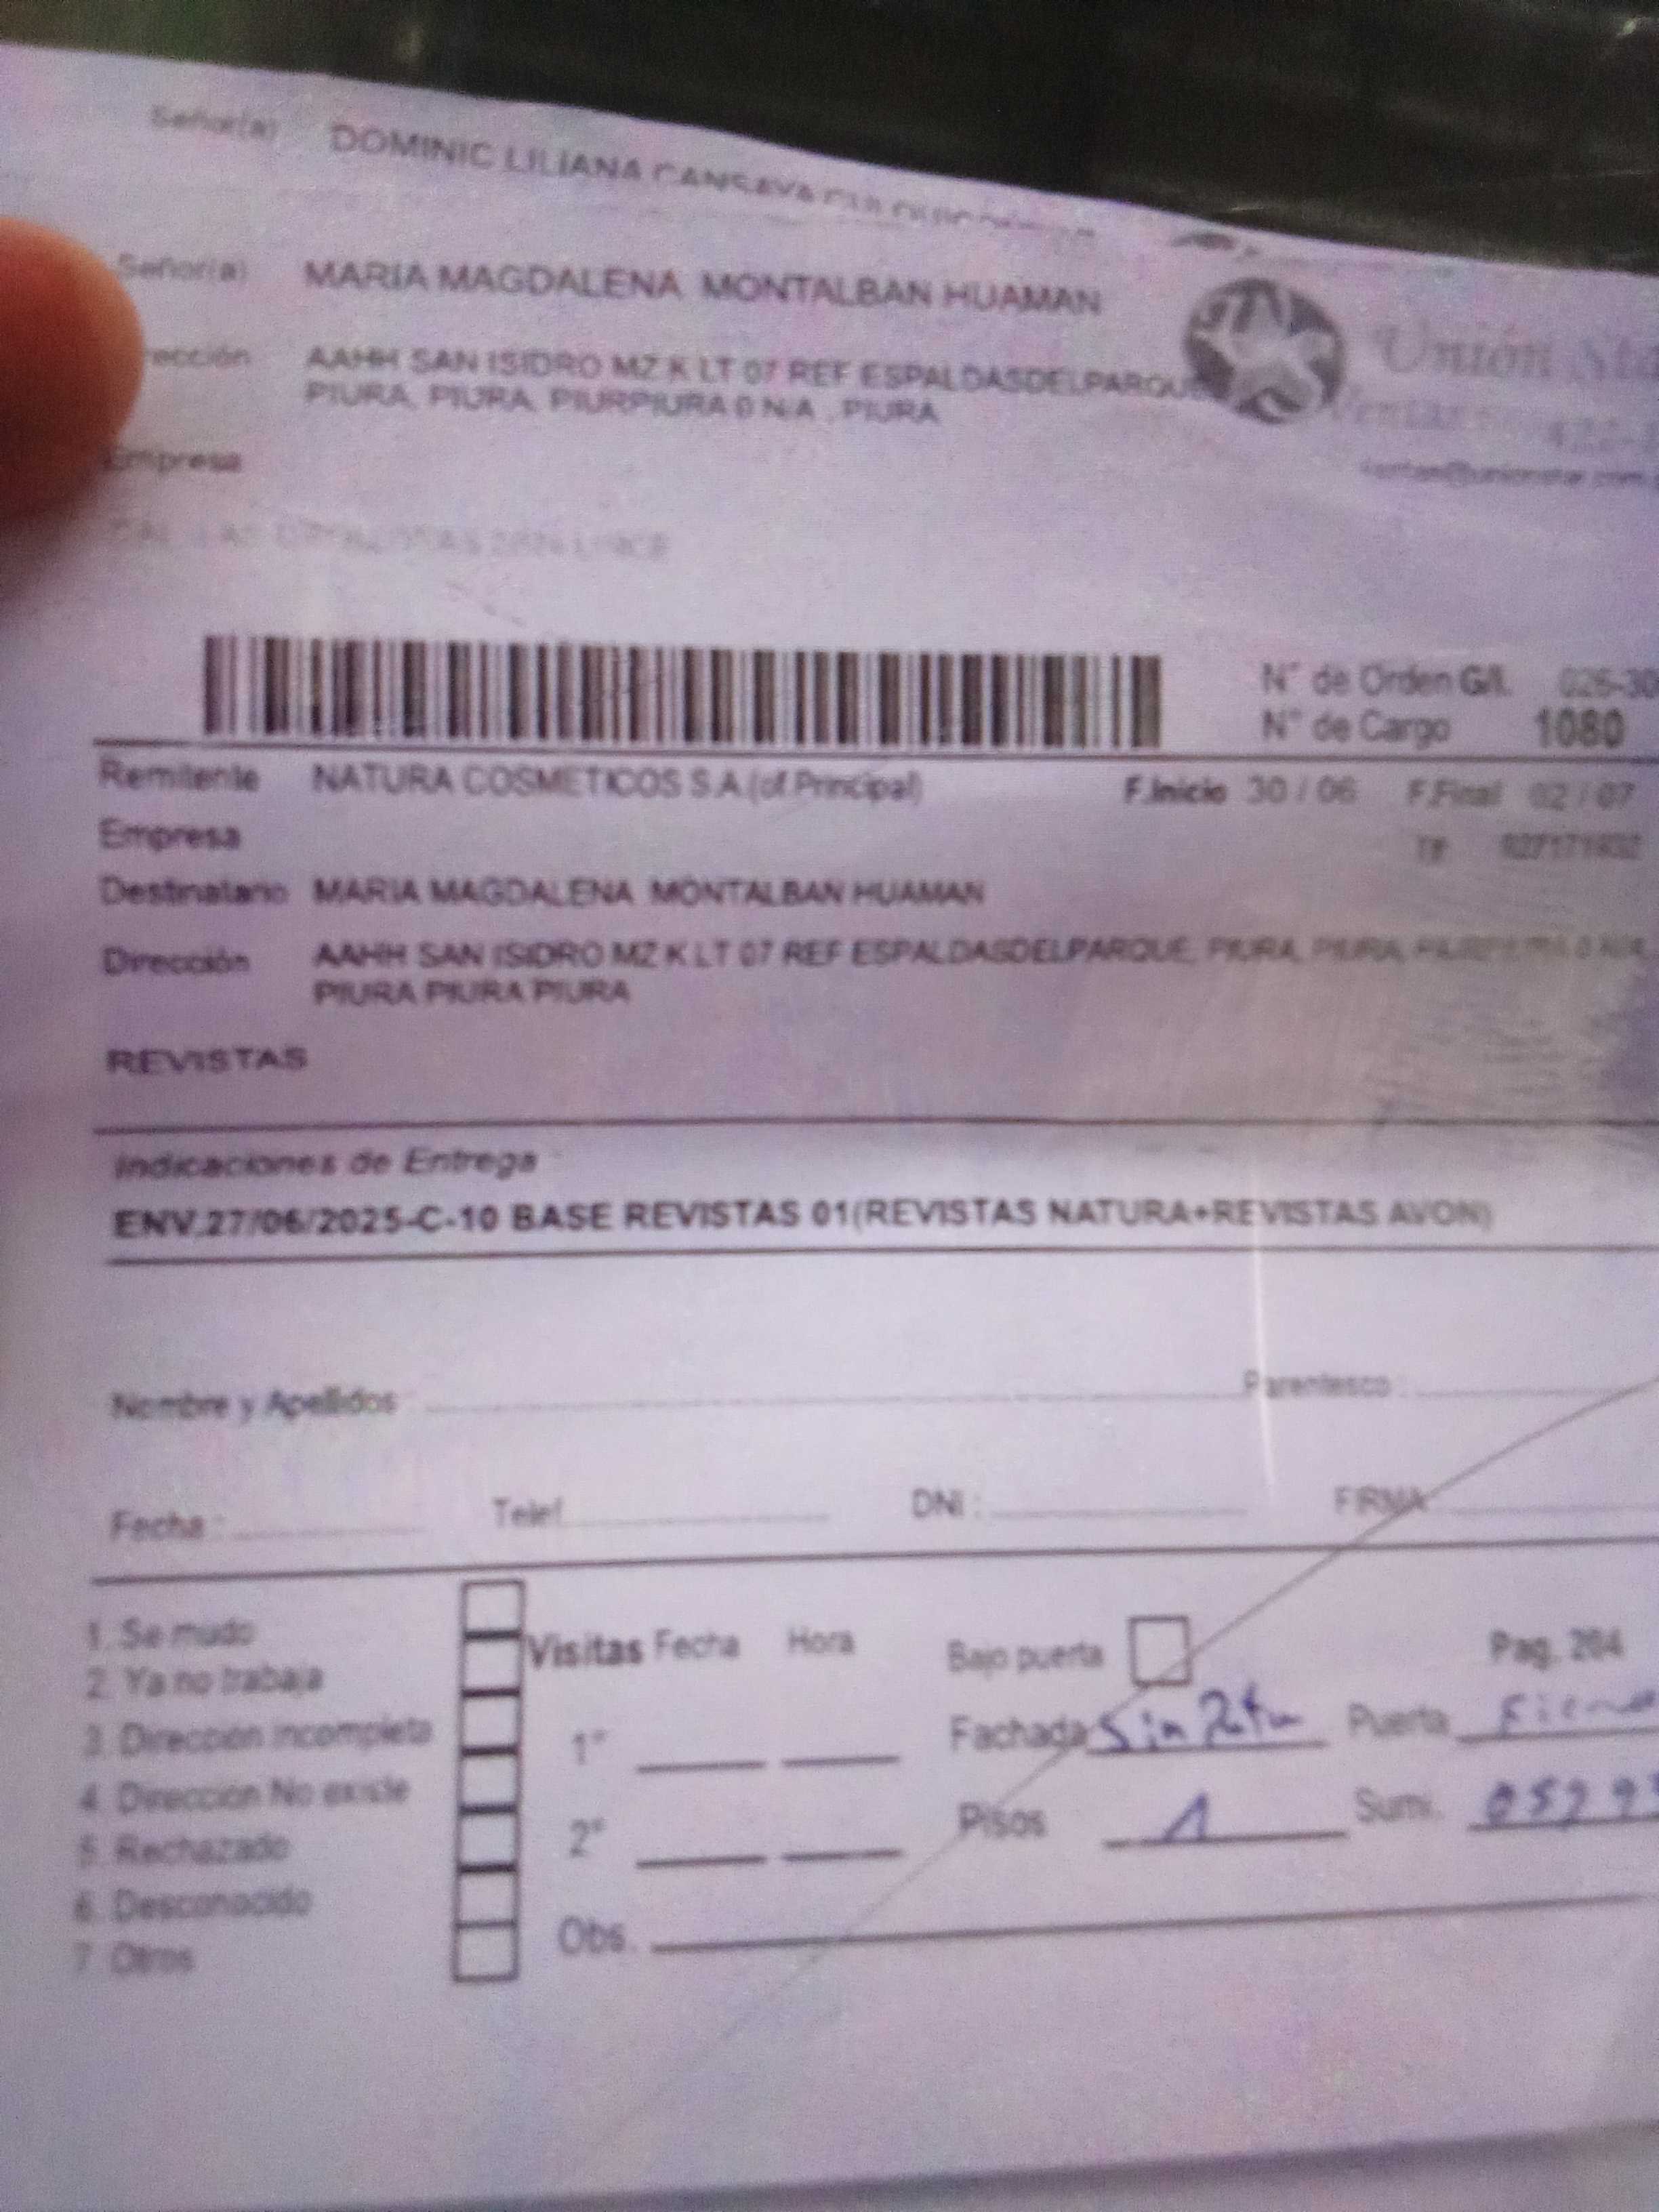 Señor(a) DOMINIC LILIANA
Señor(a) MARIA MAGDALENA MONTALBAN HUAMAN
ección AAHH SAN ISIDRO MZ K LT 07 REF ESPALDASDELPARQUE
PIURA, PIURA, PIURPIURA 0 N/A , PIURA
Unión
Empresa
N° de Orden G/I. 026-30
N° de Cargo 1080
Remitente NATURA COSMETICOS S.A.(of.Principal) F.Inicio 30 / 06 F.Final 02 / 07
Empresa
Destinatario MARIA MAGDALENA MONTALBAN HUAMAN
Dirección AAHH SAN ISIDRO MZ K LT 07 REF ESPALDASDELPARQUE, PIURA, PIURA,
PIURA PIURA PIURA
REVISTAS
Indicaciones de Entrega
ENV.27/06/2025-C-10 BASE REVISTAS 01(REVISTAS NATURA+REVISTAS AVON)
Nombre y Apellidos : Parentesco :
Fecha : Telef. DNI : FIRMA
1. Se mudo
2. Ya no trabaja
3. Dirección incompleta
4. Direccion No existe
5. Rechazado
6. Desconocido
7. Otros
Visitas Fecha Hora
1°
2°
Obs.
Bajo puerta Pag. 204
Fachada Sin Puerta
Pisos 1 Sumi.